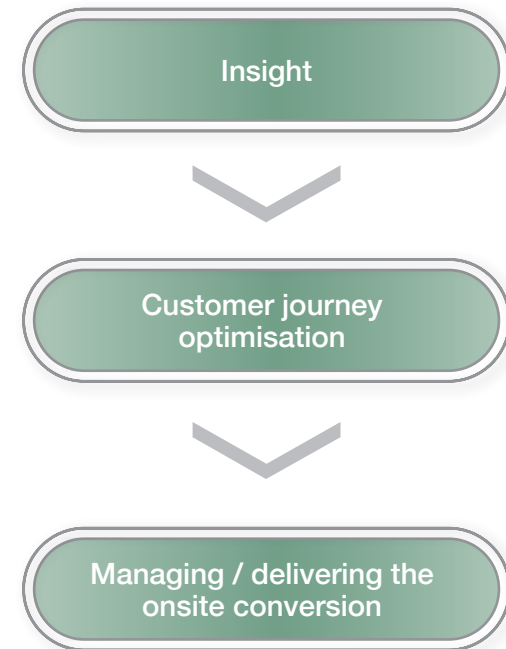 Insight
Customer journey
optimisation
Managing / delivering the
onsite conversion